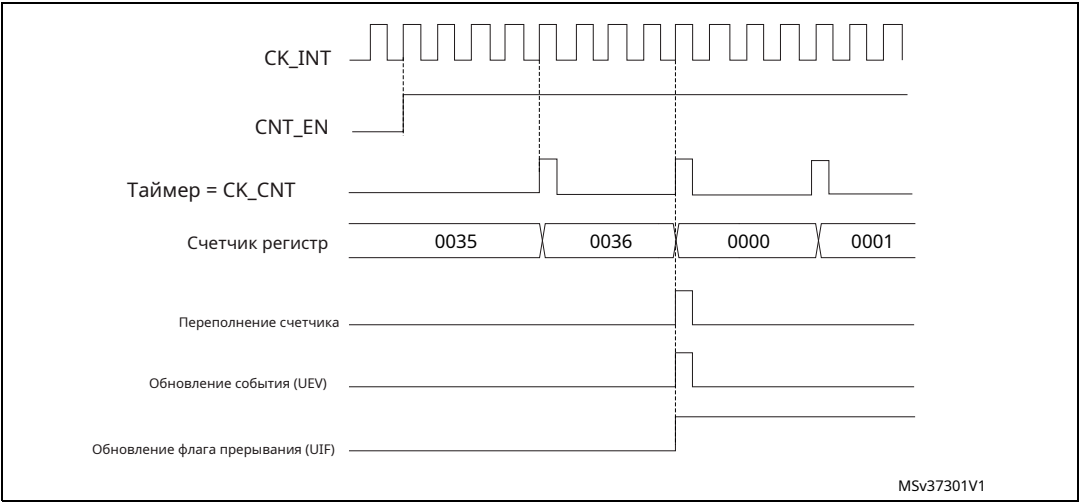 CK_INT
CNT_EN
Таймер = CK_CNT
Счетчик регистр
0035
0036
0000
0001
Переполнение счетчика
Обновление события (UEV)
Обновление флага прерывания (UIF)
MSv37301V1